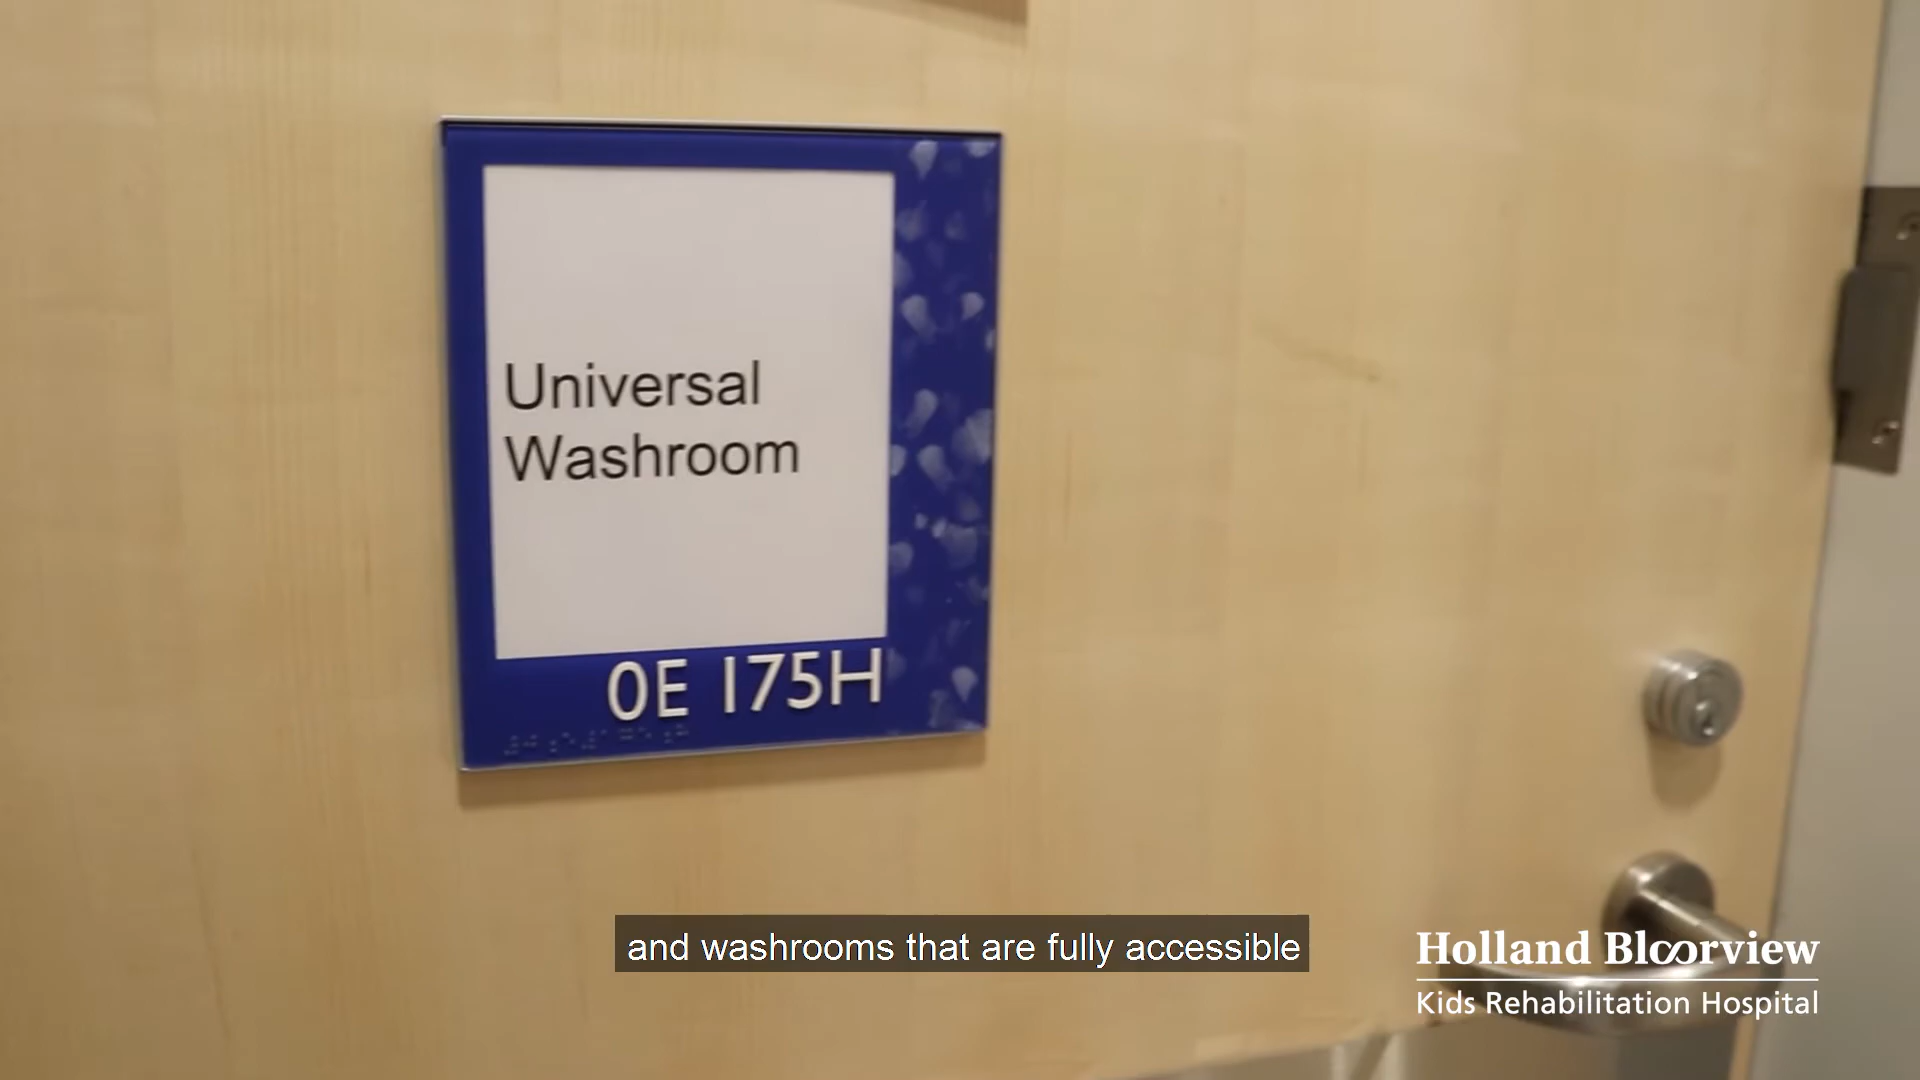 Universal
Washroom
0E 175H
and washrooms that are fully accessible
Holland Bloorview
Kids Rehabilitation Hospital